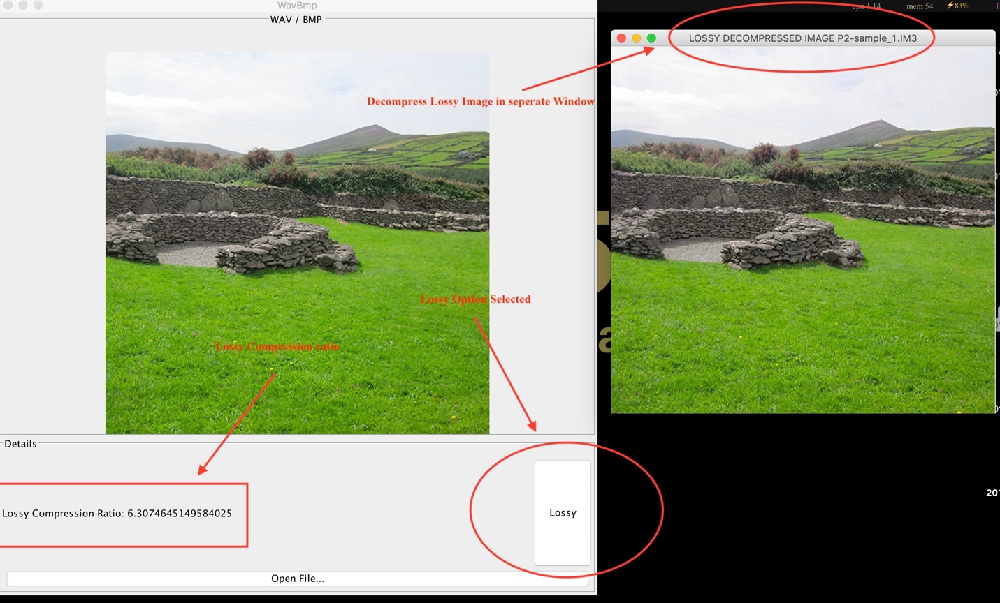 WavBmp
cpu 1.14 mem 54 ⚡83%
WAV / BMP
LOSSY DECOMPRESSED IMAGE P2-sample_1.IM3
Decompress Lossy Image in seperate Window
Lossy Option Selected
Lossy Compression ratio
Details
Lossy Compression Ratio: 6.3074645149584025
Lossy
Open File...
201